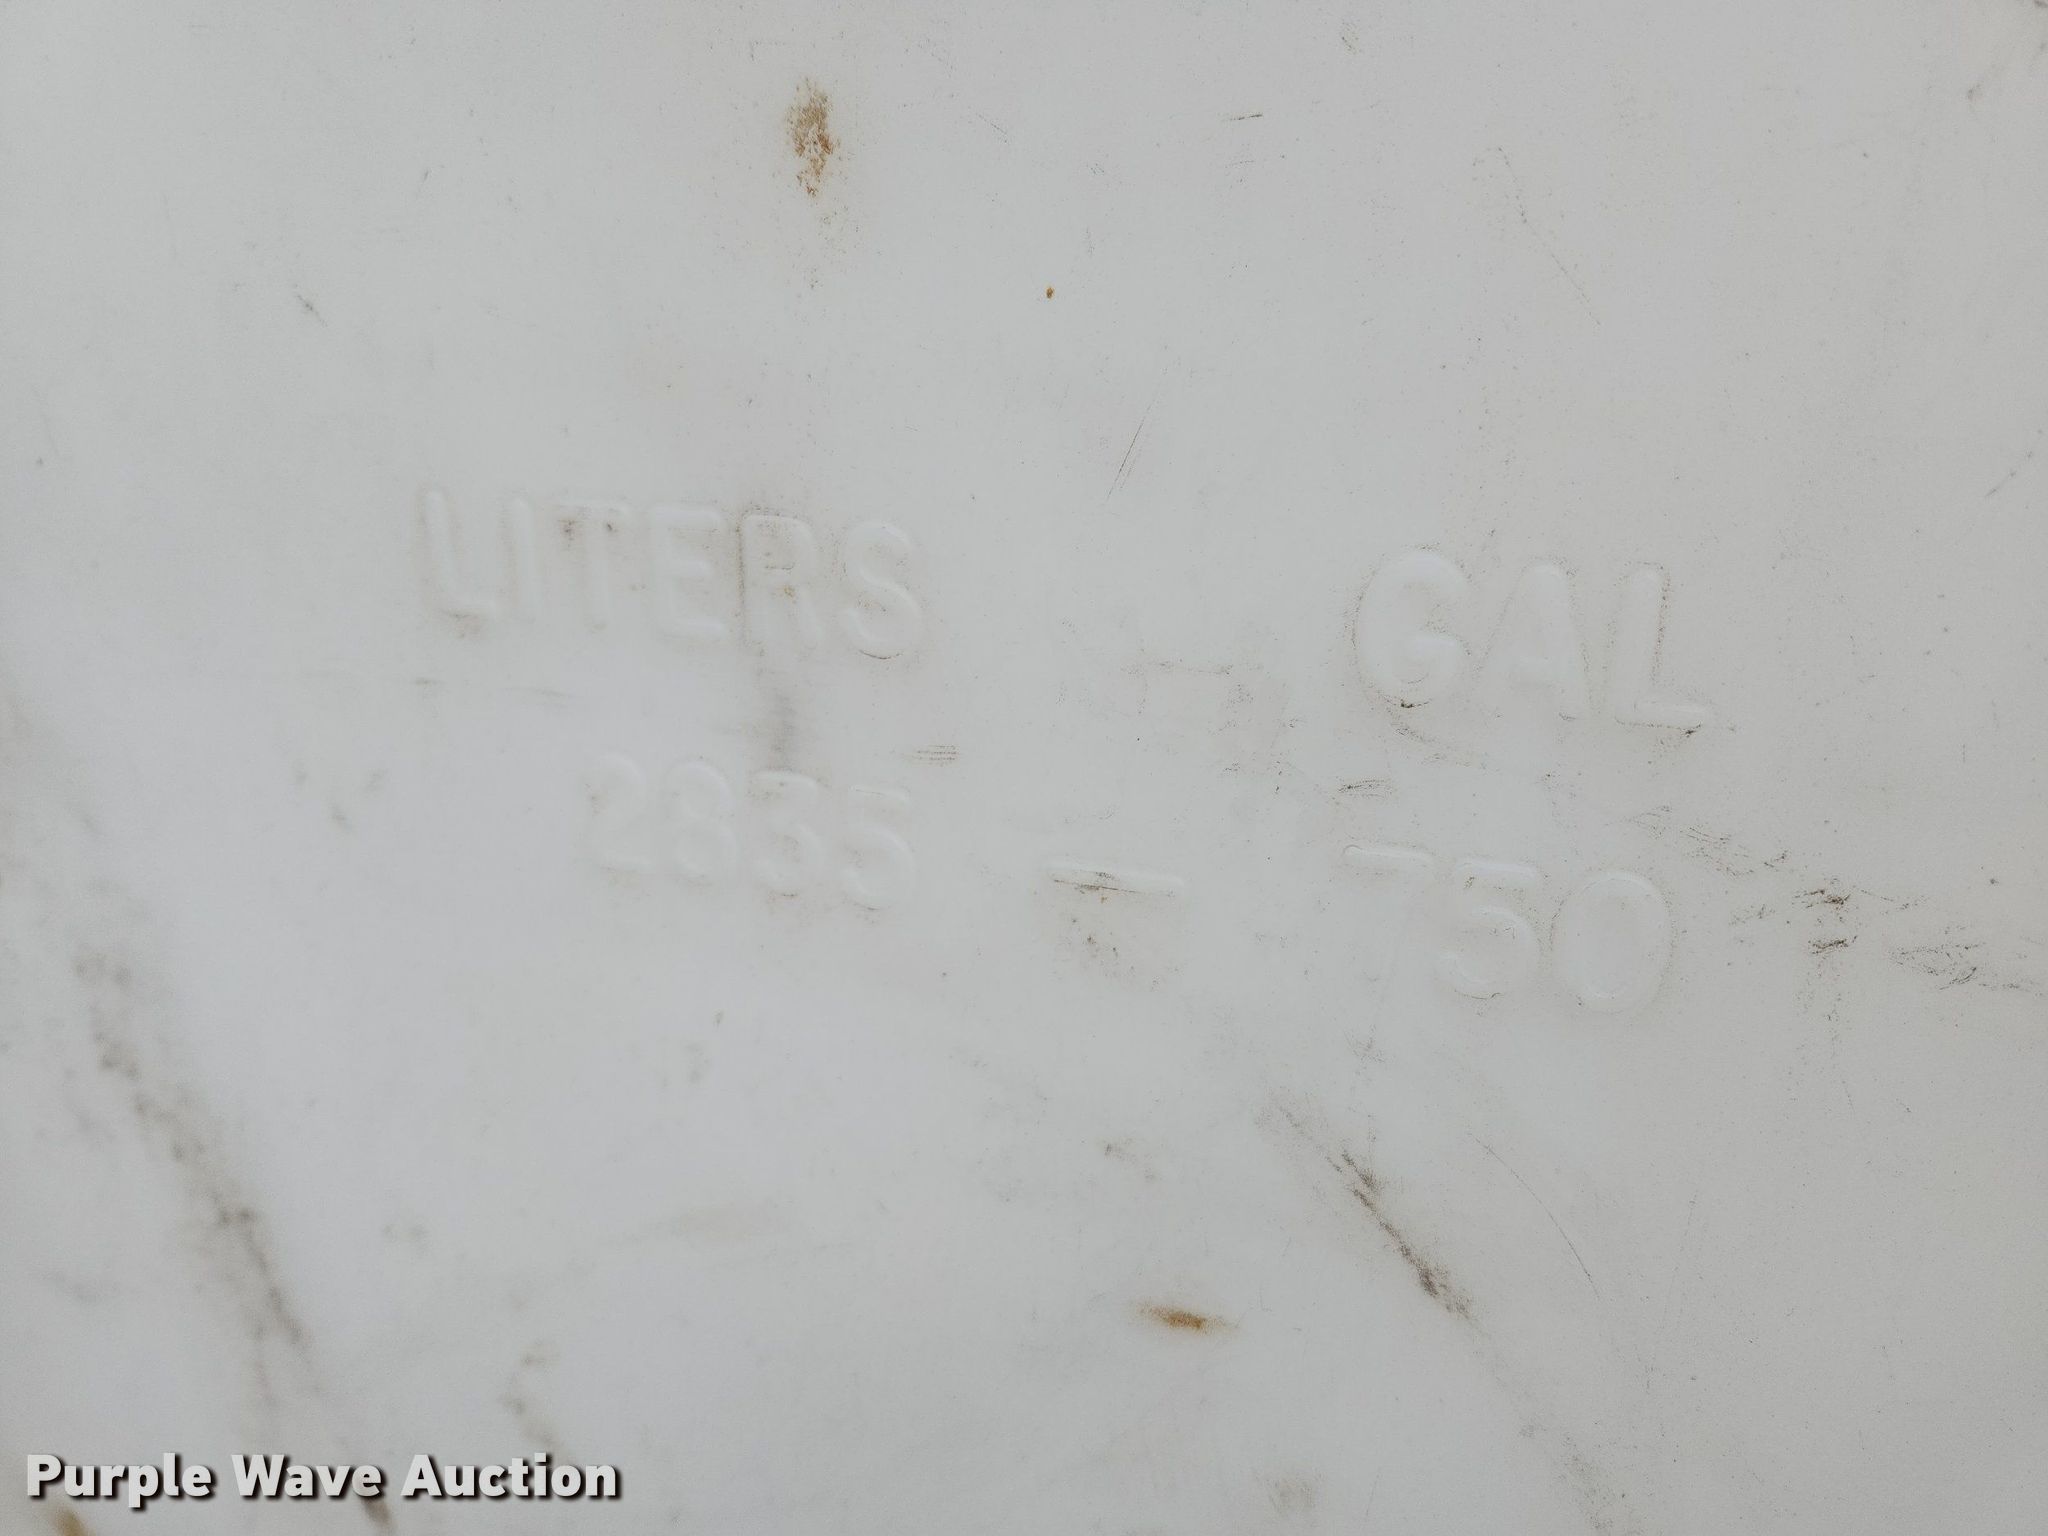 LITERS GAL
2835 — 750
Purple Wave Auction